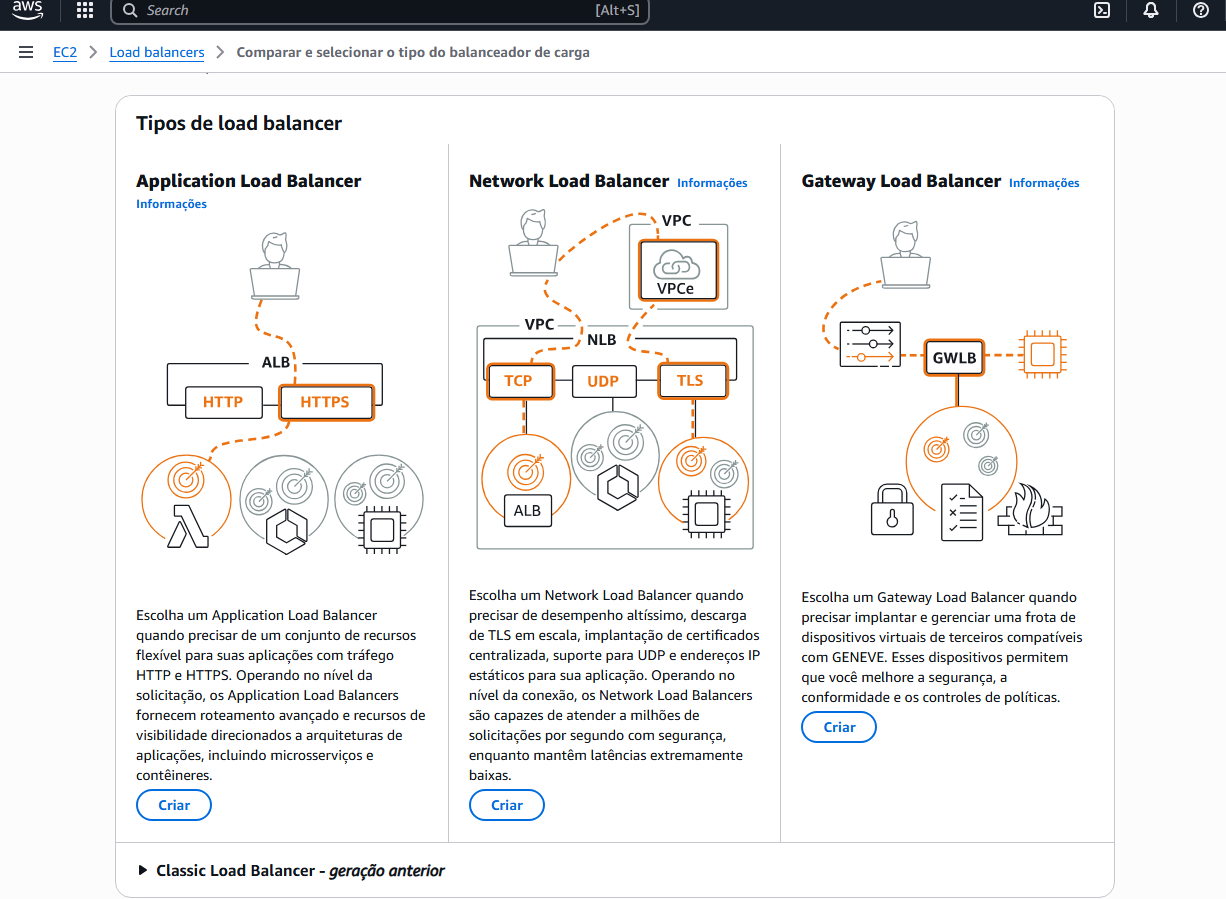 aws
Search
[Alt+S]
EC2
Load balancers
Comparar e selecionar o tipo do balanceador de carga
Tipos de load balancer
Application Load Balancer
Informações
ALB
HTTP
HTTPS
Escolha um Application Load Balancer
quando precisar de um conjunto de recursos
flexível para suas aplicações com tráfego
HTTP e HTTPS. Operando no nível da
solicitação, os Application Load Balancers
fornecem roteamento avançado e recursos de
visibilidade direcionados a arquiteturas de
aplicações, incluindo microsserviços e
contêineres.
Criar
Network Load Balancer Informações
VPC
VPCe
VPC
NLB
TCP
UDP
TLS
ALB
Escolha um Network Load Balancer quando
precisar de desempenho altíssimo, descarga
de TLS em escala, implantação de certificados
centralizada, suporte para UDP e endereços IP
estáticos para sua aplicação. Operando no
nível da conexão, os Network Load Balancers
são capazes de atender a milhões de
solicitações por segundo com segurança,
enquanto mantêm latências extremamente
baixas.
Criar
Gateway Load Balancer Informações
GWLB
Escolha um Gateway Load Balancer quando
precisar implantar e gerenciar uma frota de
dispositivos virtuais de terceiros compatíveis
com GENEVE. Esses dispositivos permitem
que você melhore a segurança, a
conformidade e os controles de políticas.
Criar
Classic Load Balancer - geração anterior